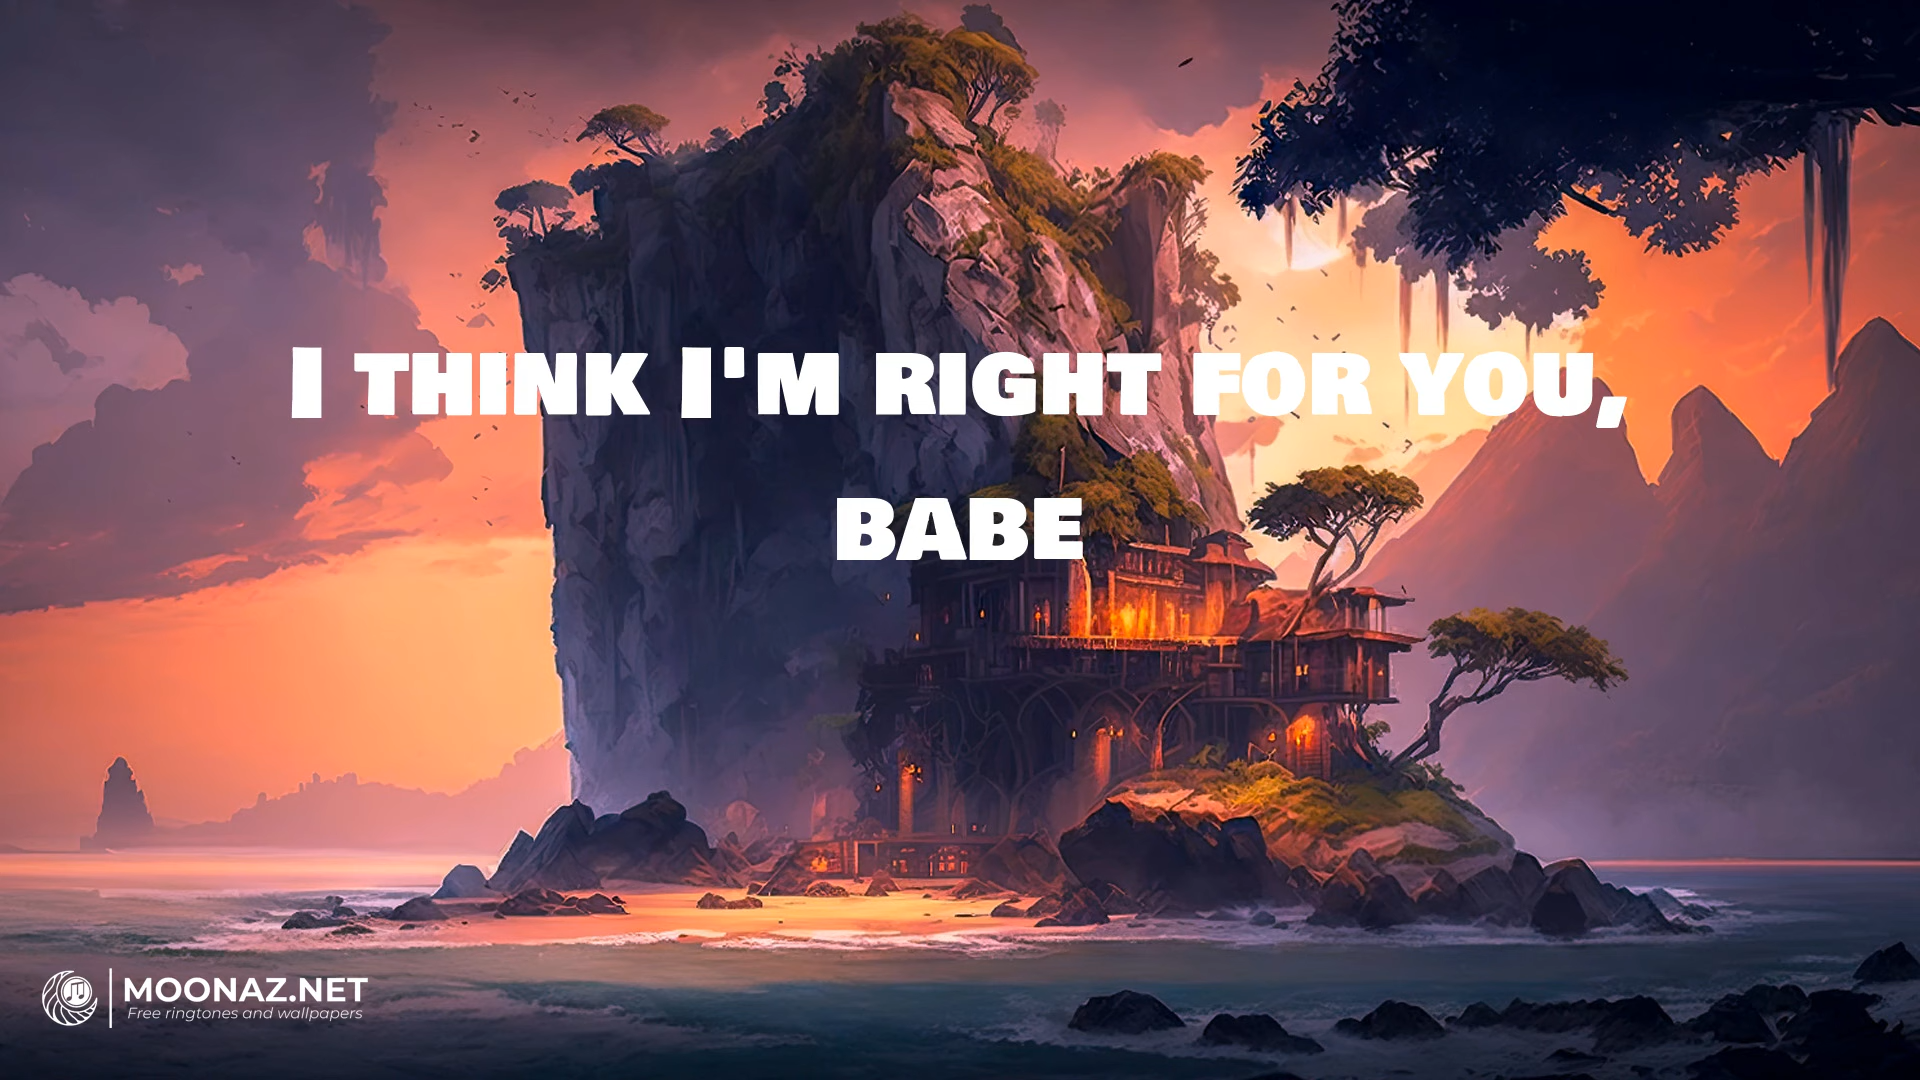 I THINK I'M RIGHT FOR YOU,
BABE
MOONAZ.NET
Free ringtones and wallpapers